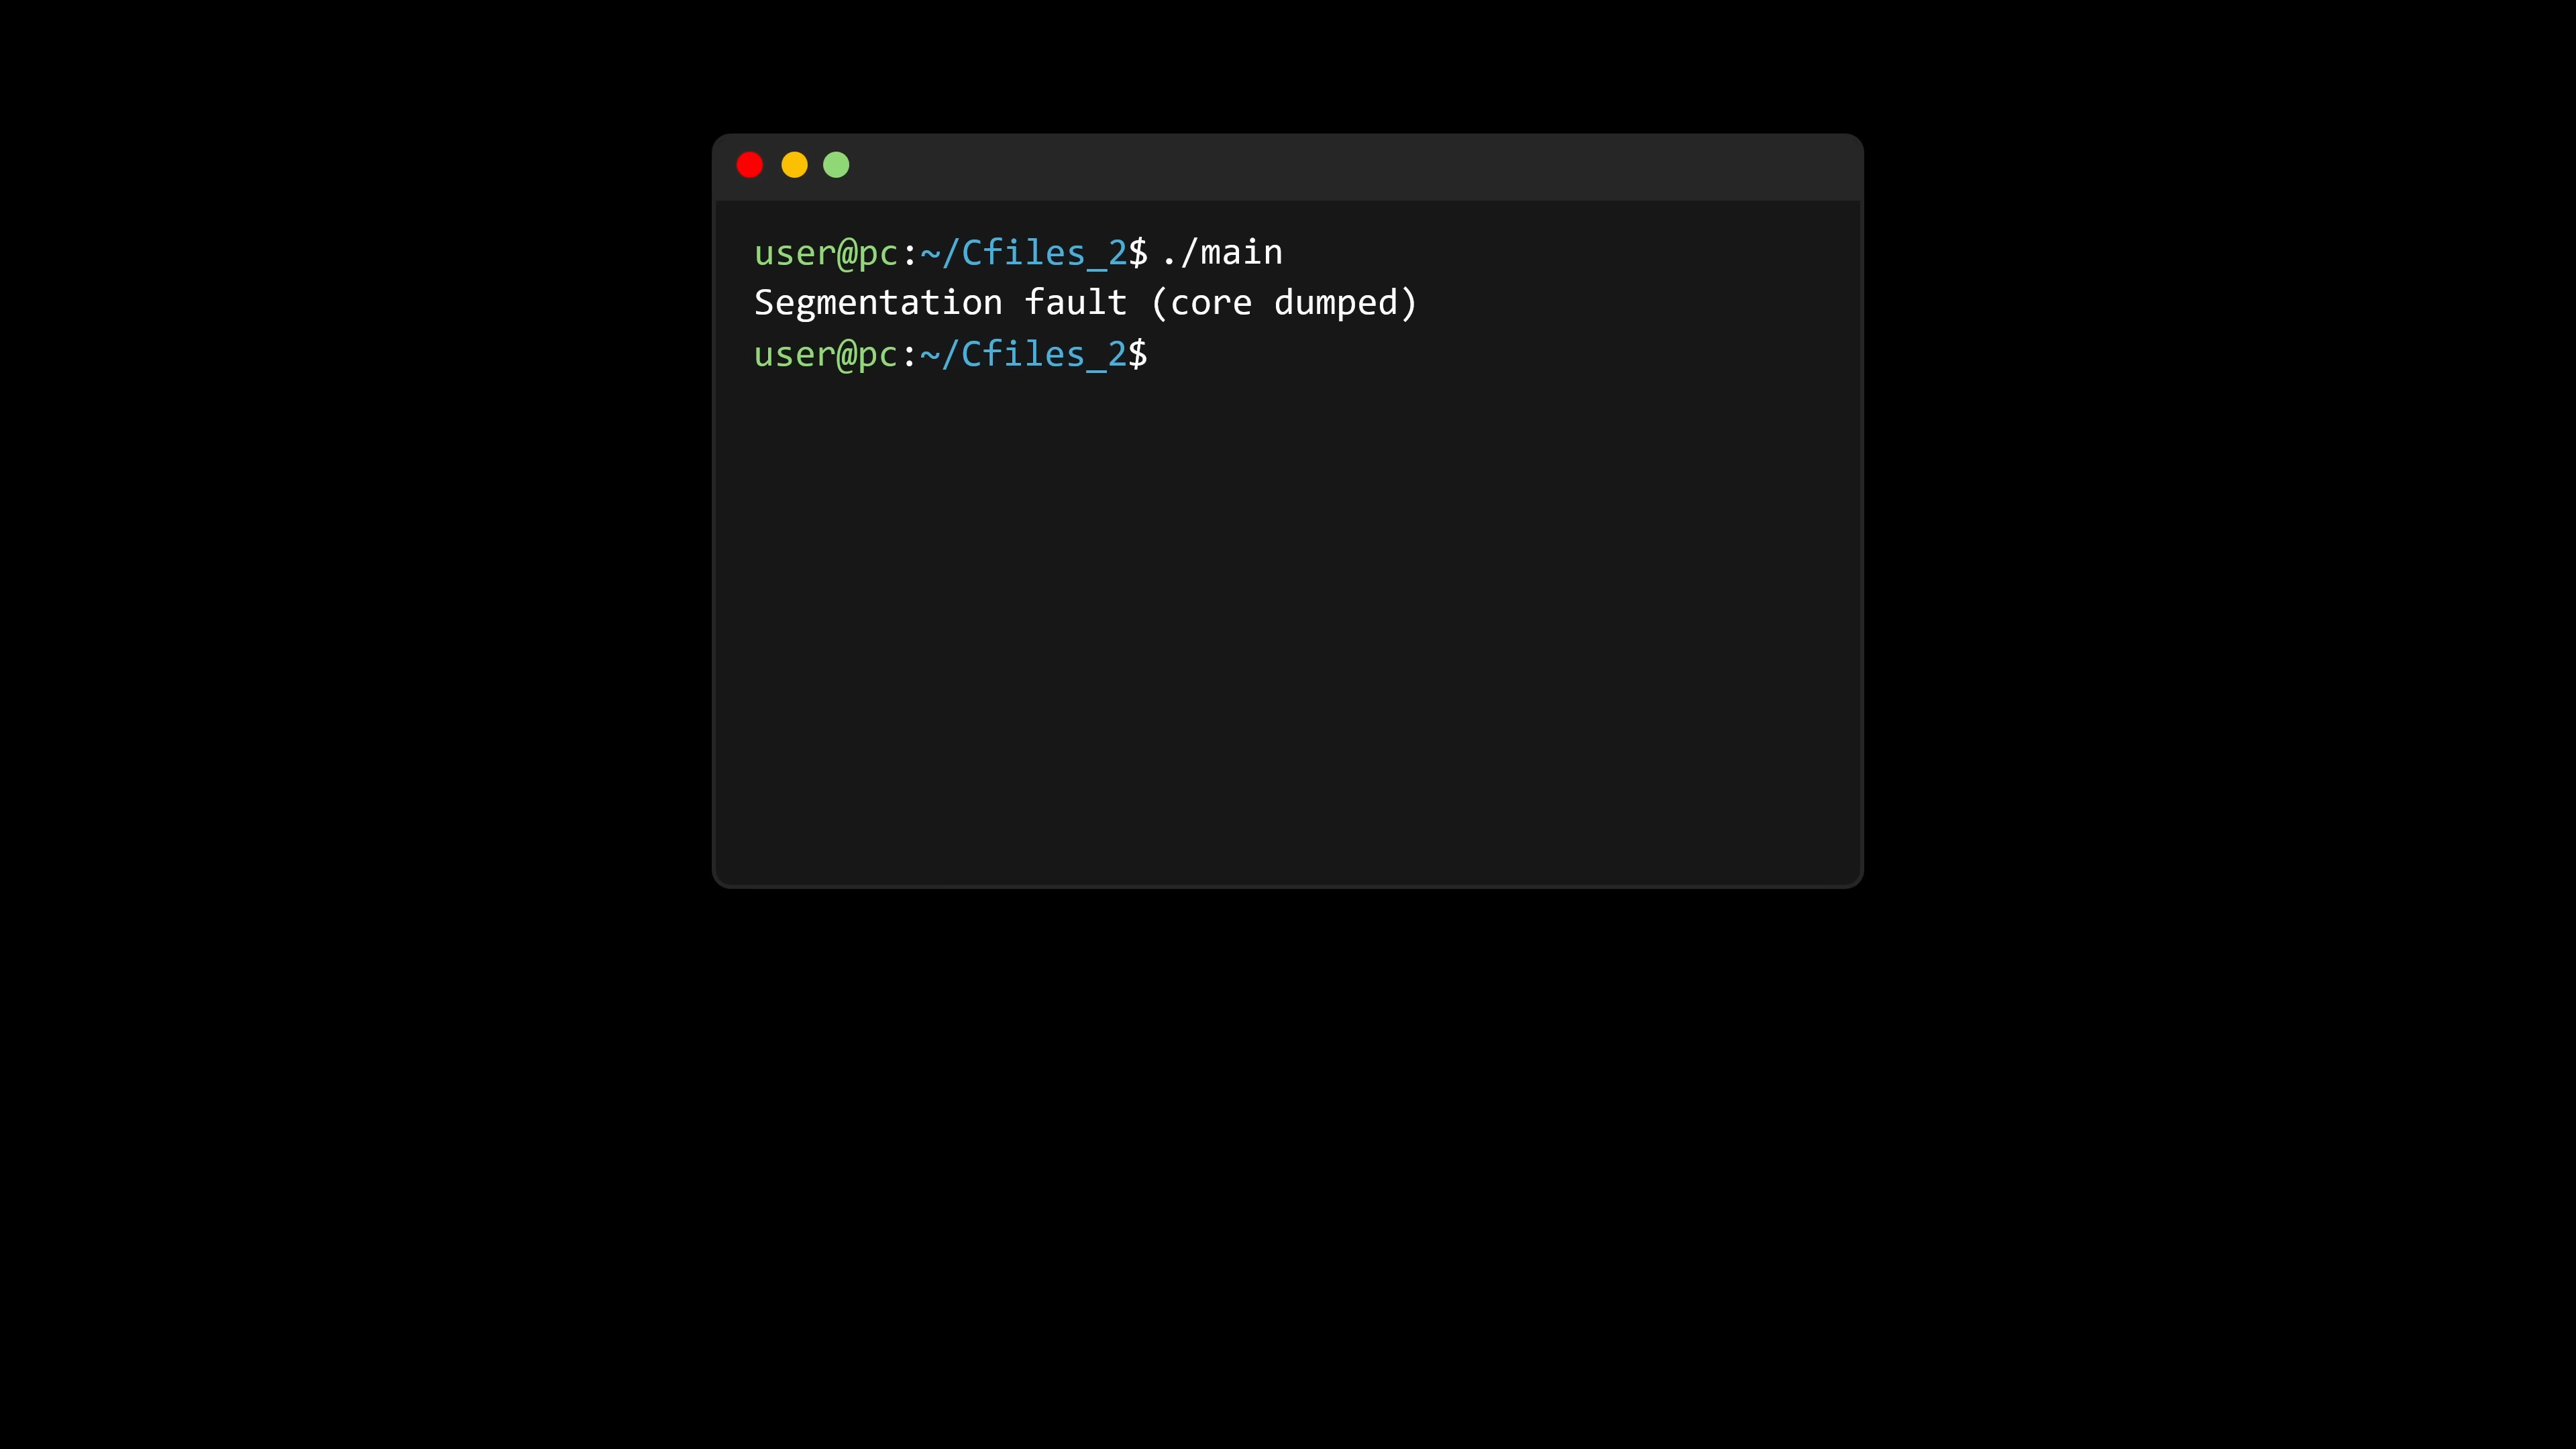 user@pc:~/Cfiles_2$ ./main
Segmentation fault (core dumped)
user@pc:~/Cfiles_2$